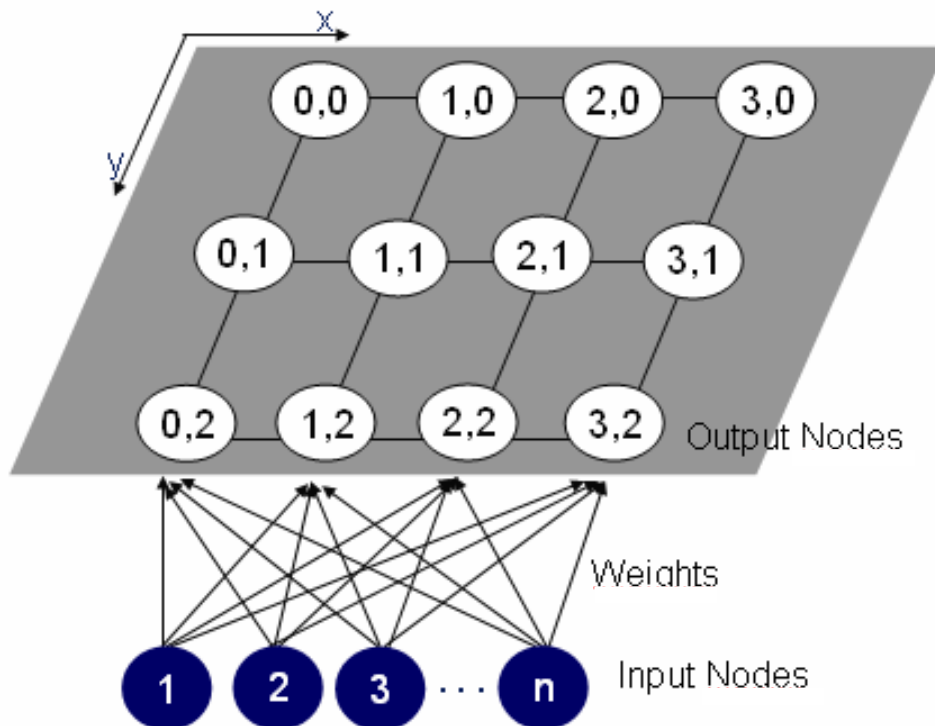 x
0,0 1,0 2,0 3,0
y
0,1 1,1 2,1 3,1
0,2 1,2 2,2 3,2 Output Nodes
Weights
1 2 3 ... n Input Nodes